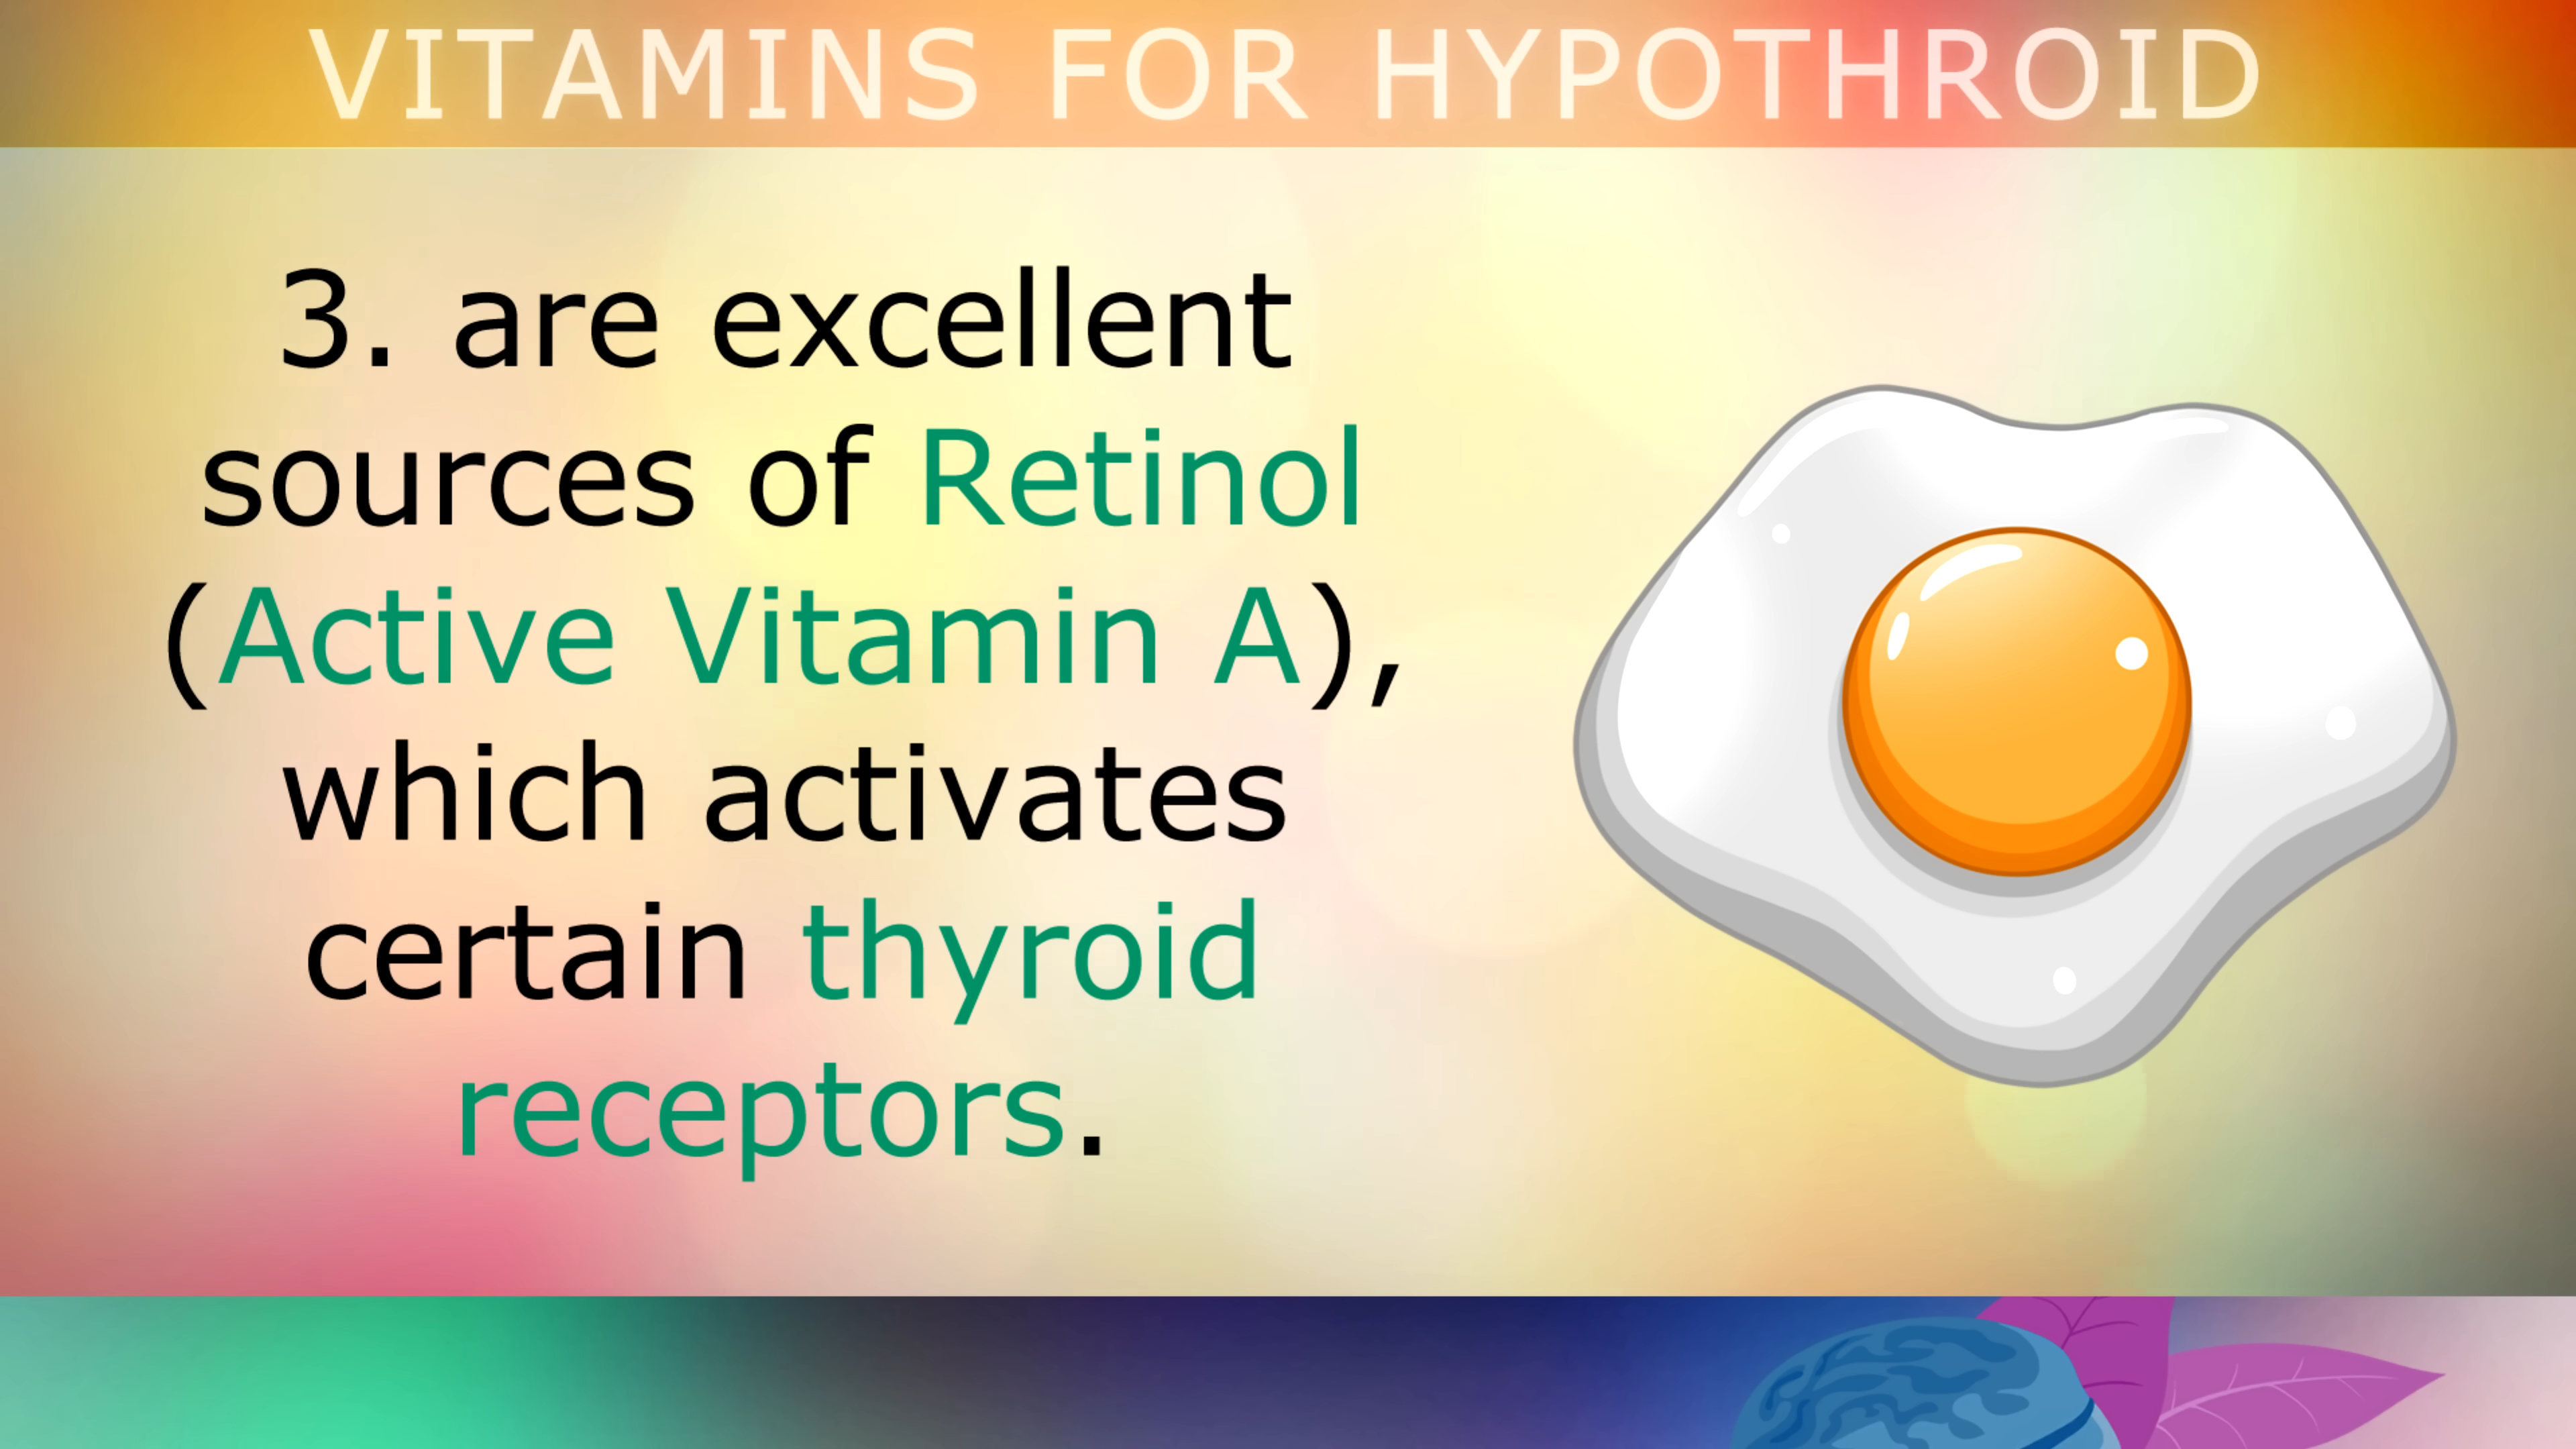 VITAMINS FOR HYPOTHROID
3. are excellent
sources of Retinol
(Active Vitamin A),
which activates
certain thyroid
receptors.